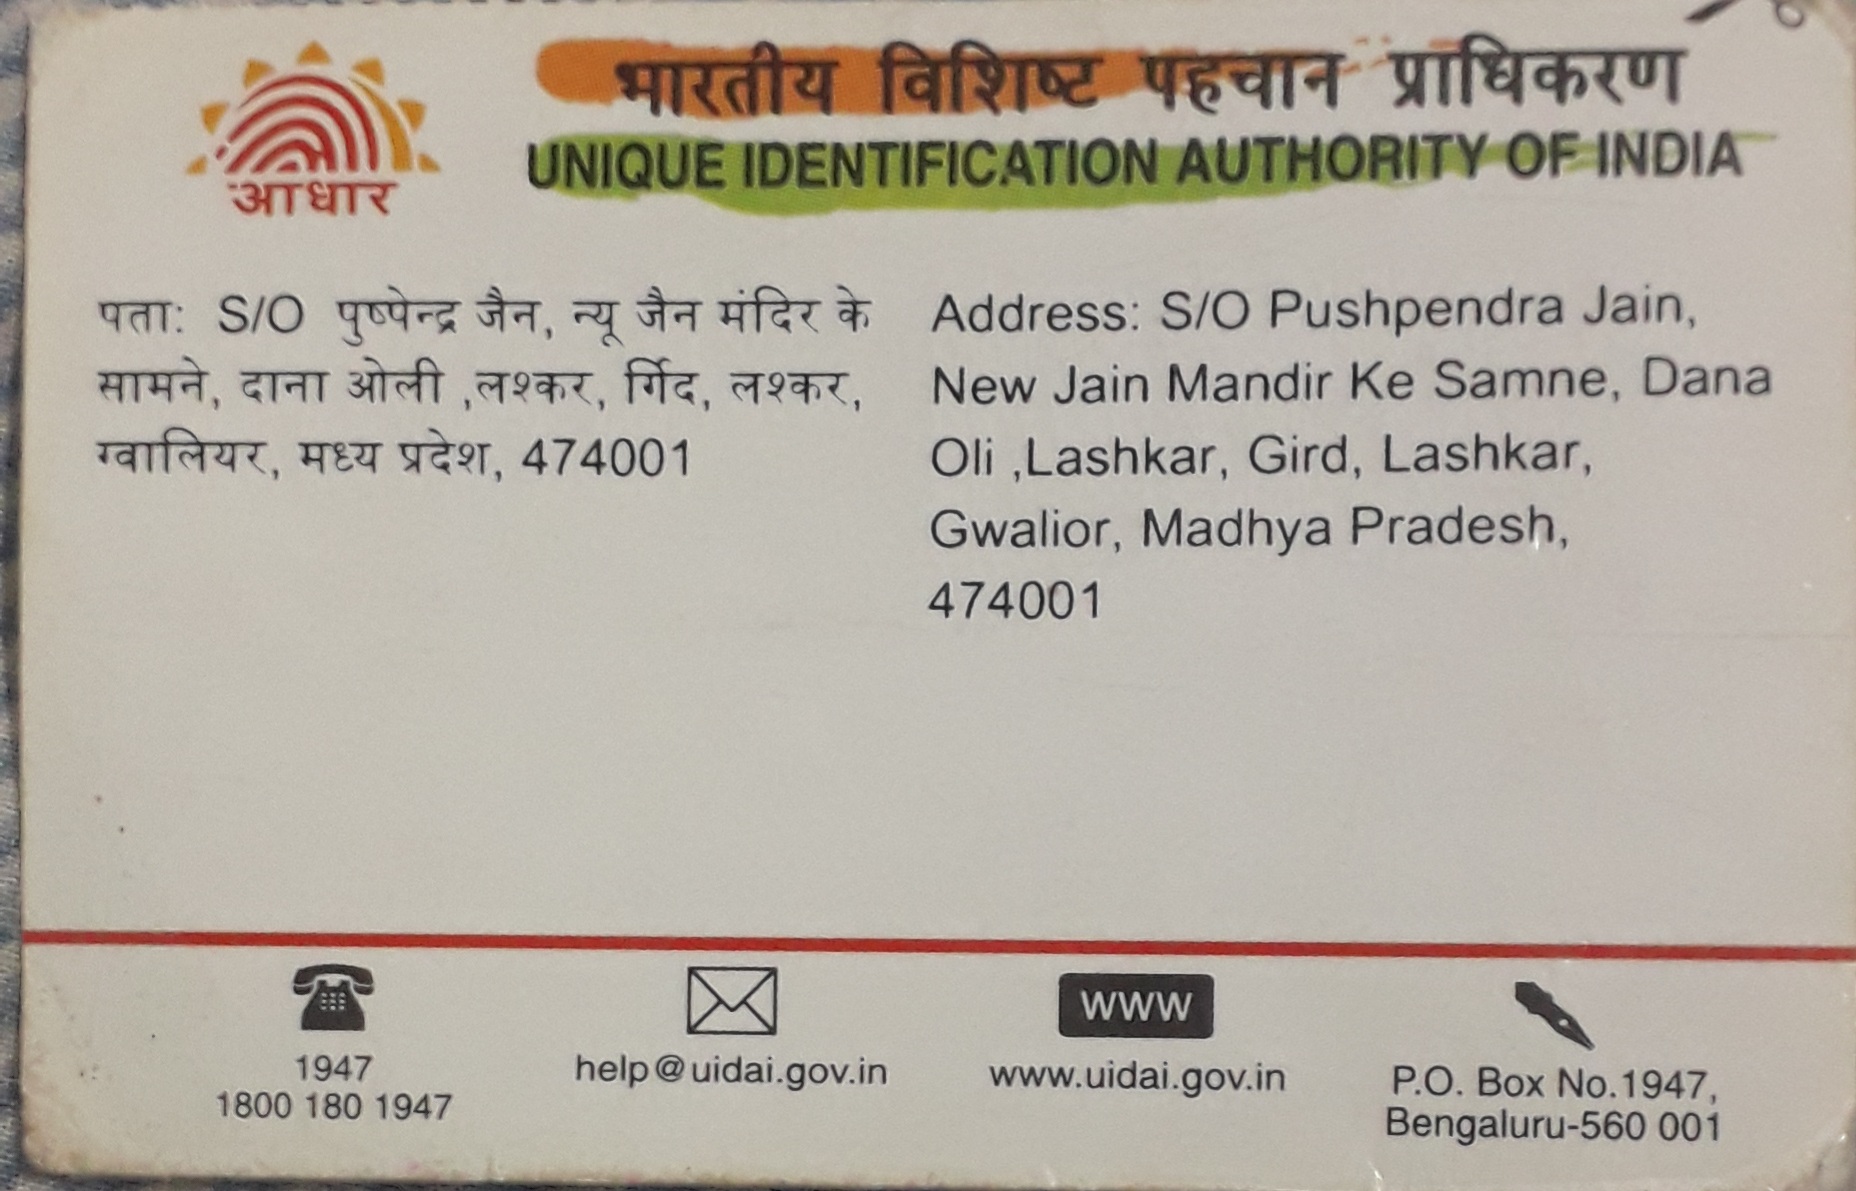 भारतीय विशिष्ट पहचान प्राधिकरण
UNIQUE IDENTIFICATION AUTHORITY OF INDIA
आधार
पता: S/O पुष्पेन्द्र जैन, न्यू जैन मंदिर के
सामने, दाना ओली ,लश्कर, र्गिद, लश्कर,
ग्वालियर, मध्य प्रदेश, 474001
Address: S/O Pushpendra Jain,
New Jain Mandir Ke Samne, Dana
Oli ,Lashkar, Gird, Lashkar,
Gwalior, Madhya Pradesh,
474001
1947
1800 180 1947
help@uidai.gov.in
www
www.uidai.gov.in
P.O. Box No.1947,
Bengaluru-560 001